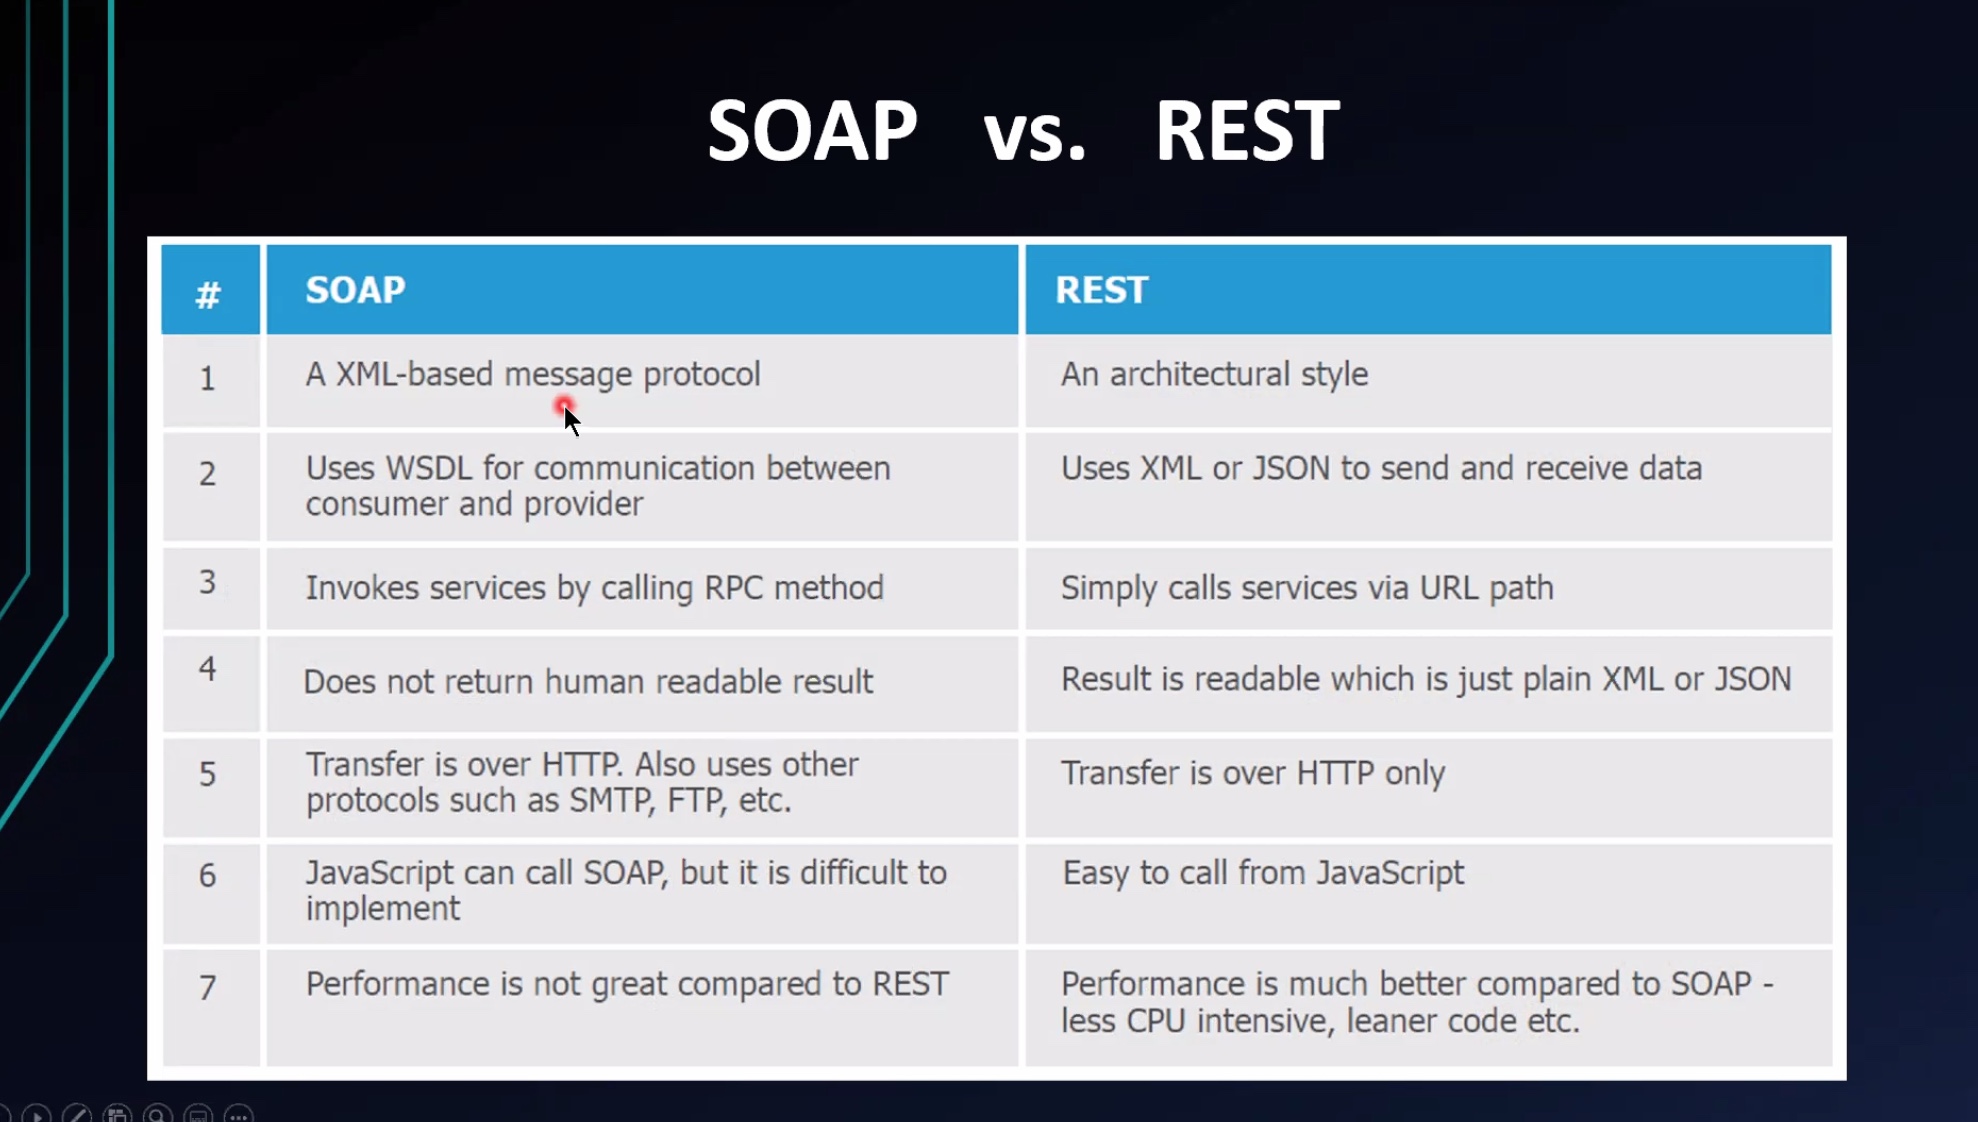 SOAP vs. REST
# SOAP REST
1 A XML-based message protocol An architectural style
2 Uses WSDL for communication between Uses XML or JSON to send and receive data
consumer and provider
3 Invokes services by calling RPC method Simply calls services via URL path
4 Does not return human readable result Result is readable which is just plain XML or JSON
5 Transfer is over HTTP. Also uses other Transfer is over HTTP only
protocols such as SMTP, FTP, etc.
6 JavaScript can call SOAP, but it is difficult to Easy to call from JavaScript
implement
7 Performance is not great compared to REST Performance is much better compared to SOAP -
less CPU intensive, leaner code etc.